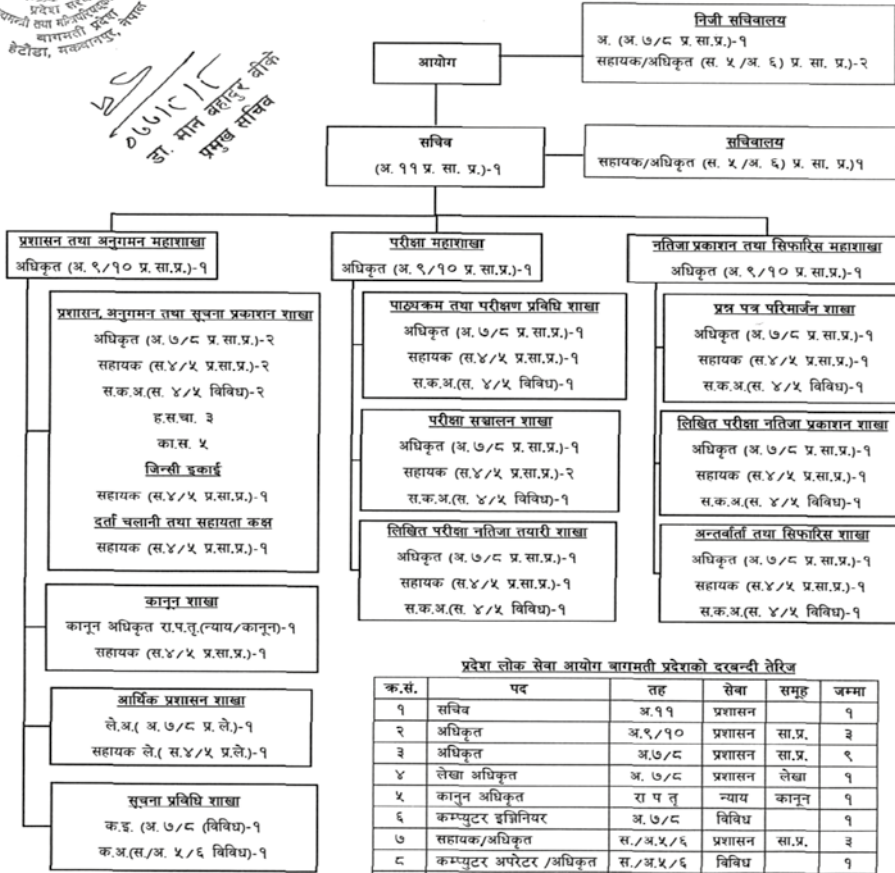 प्रदेश
बागमती प्रदेश
हेटौंडा, मकवानपुर, नेपाल
डा. मान बहादुर बीके
प्रमुख सचिव
आयोग
निजी सचिवालय
अ. (अ. ७/८ प्र. सा.प्र.)-१
सहायक/अधिकृत (स. ५ /अ. ६) प्र. सा. प्र.)-२
सचिव
(अ. ११ प्र. सा. प्र.)-१
सचिवालय
सहायक/अधिकृत (स. ५ /अ. ६) प्र. सा. प्र.)१
प्रशासन तथा अनुगमन महाशाखा
अधिकृत (अ. ९/१० प्र. सा.प्र.)-१
प्रशासन,अनुगमन तथा सूचना प्रकाशन शाखा
अधिकृत (अ. ७/८ प्र. सा.प्र.)-२
सहायक (स.४/५ प्र.सा.प्र.)-२
स.क.अ.(स. ४/५ विविध)-२
ह.स.चा. ३
का.स. ५
जिन्सी इकाई
सहायक (स.४/५ प्र.सा.प्र.)-१
दर्ता चलानी तथा सहायता कक्ष
सहायक (स.४/५ प्र.सा.प्र.)-१
कानून शाखा
कानून अधिकृत रा.प.तृ.(न्याय/कानून)-१
सहायक (स.४/५ प्र.सा.प्र.)-१
आर्थिक प्रशासन शाखा
ले.अ.( अ. ७/८ प्र. ले.)-१
सहायक ले.( स.४/५ प्र.ले.)-१
सूचना प्रविधि शाखा
क.इ. (अ. ७/८ (विविध)-१
क.अ.(स./अ. ५/६ विविध)-१
परीक्षा महाशाखा
अधिकृत (अ. ९/१० प्र. सा.प्र.)-१
पाठ्यक्रम तथा परीक्षण प्रविधि शाखा
अधिकृत (अ. ७/८ प्र. सा.प्र.)-१
सहायक (स.४/५ प्र.सा.प्र.)-१
स.क.अ.(स. ४/५ विविध)-१
परीक्षा सञ्चालन शाखा
अधिकृत (अ. ७/८ प्र. सा.प्र.)-१
सहायक (स.४/५ प्र.सा.प्र.)-२
स.क.अ.(स. ४/५ विविध)-१
लिखित परीक्षा नतिजा तयारी शाखा
अधिकृत (अ. ७/८ प्र. सा.प्र.)-१
सहायक (स.४/५ प्र.सा.प्र.)-१
स.क.अ.(स. ४/५ विविध)-१
नतिजा प्रकाशन तथा सिफारिस महाशाखा
अधिकृत (अ. ९/१० प्र. सा.प्र.)-१
प्रश्न पत्र परिमार्जन शाखा
अधिकृत (अ. ७/८ प्र. सा.प्र.)-१
सहायक (स.४/५ प्र.सा.प्र.)-१
स.क.अ.(स. ४/५ विविध)-१
लिखित परीक्षा नतिजा प्रकाशन शाखा
अधिकृत (अ. ७/८ प्र. सा.प्र.)-१
सहायक (स.४/५ प्र.सा.प्र.)-१
स.क.अ.(स. ४/५ विविध)-१
अन्तर्वार्ता तथा सिफारिस शाखा
अधिकृत (अ. ७/८ प्र. सा.प्र.)-१
सहायक (स.४/५ प्र.सा.प्र.)-१
स.क.अ.(स. ४/५ विविध)-१
प्रदेश लोक सेवा आयोग बागमती प्रदेशको दरबन्दी तेरिज
क्र.सं. पद तह सेवा समूह जम्मा
१ सचिव अ.११ प्रशासन १
२ अधिकृत अ.९/१० प्रशासन सा.प्र. ३
३ अधिकृत अ.७/८ प्रशासन सा.प्र. ९
४ लेखा अधिकृत अ. ७/८ प्रशासन लेखा १
५ कानुन अधिकृत रा प तृ न्याय कानून १
६ कम्प्युटर इञ्जिनियर अ. ७/८ विविध १
७ सहायक/अधिकृत स./अ.५/६ प्रशासन सा.प्र. ३
८ कम्प्युटर अपरेटर /अधिकृत स./अ.५/६ विविध १